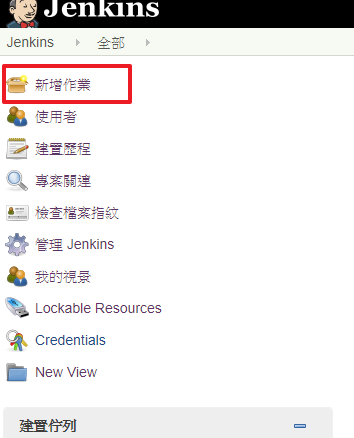 Jenkins
Jenkins 全部
新增作業
使用者
建置歷程
專案關連
檢查檔案指紋
管理 Jenkins
我的視景
Lockable Resources
Credentials
New View
建置佇列